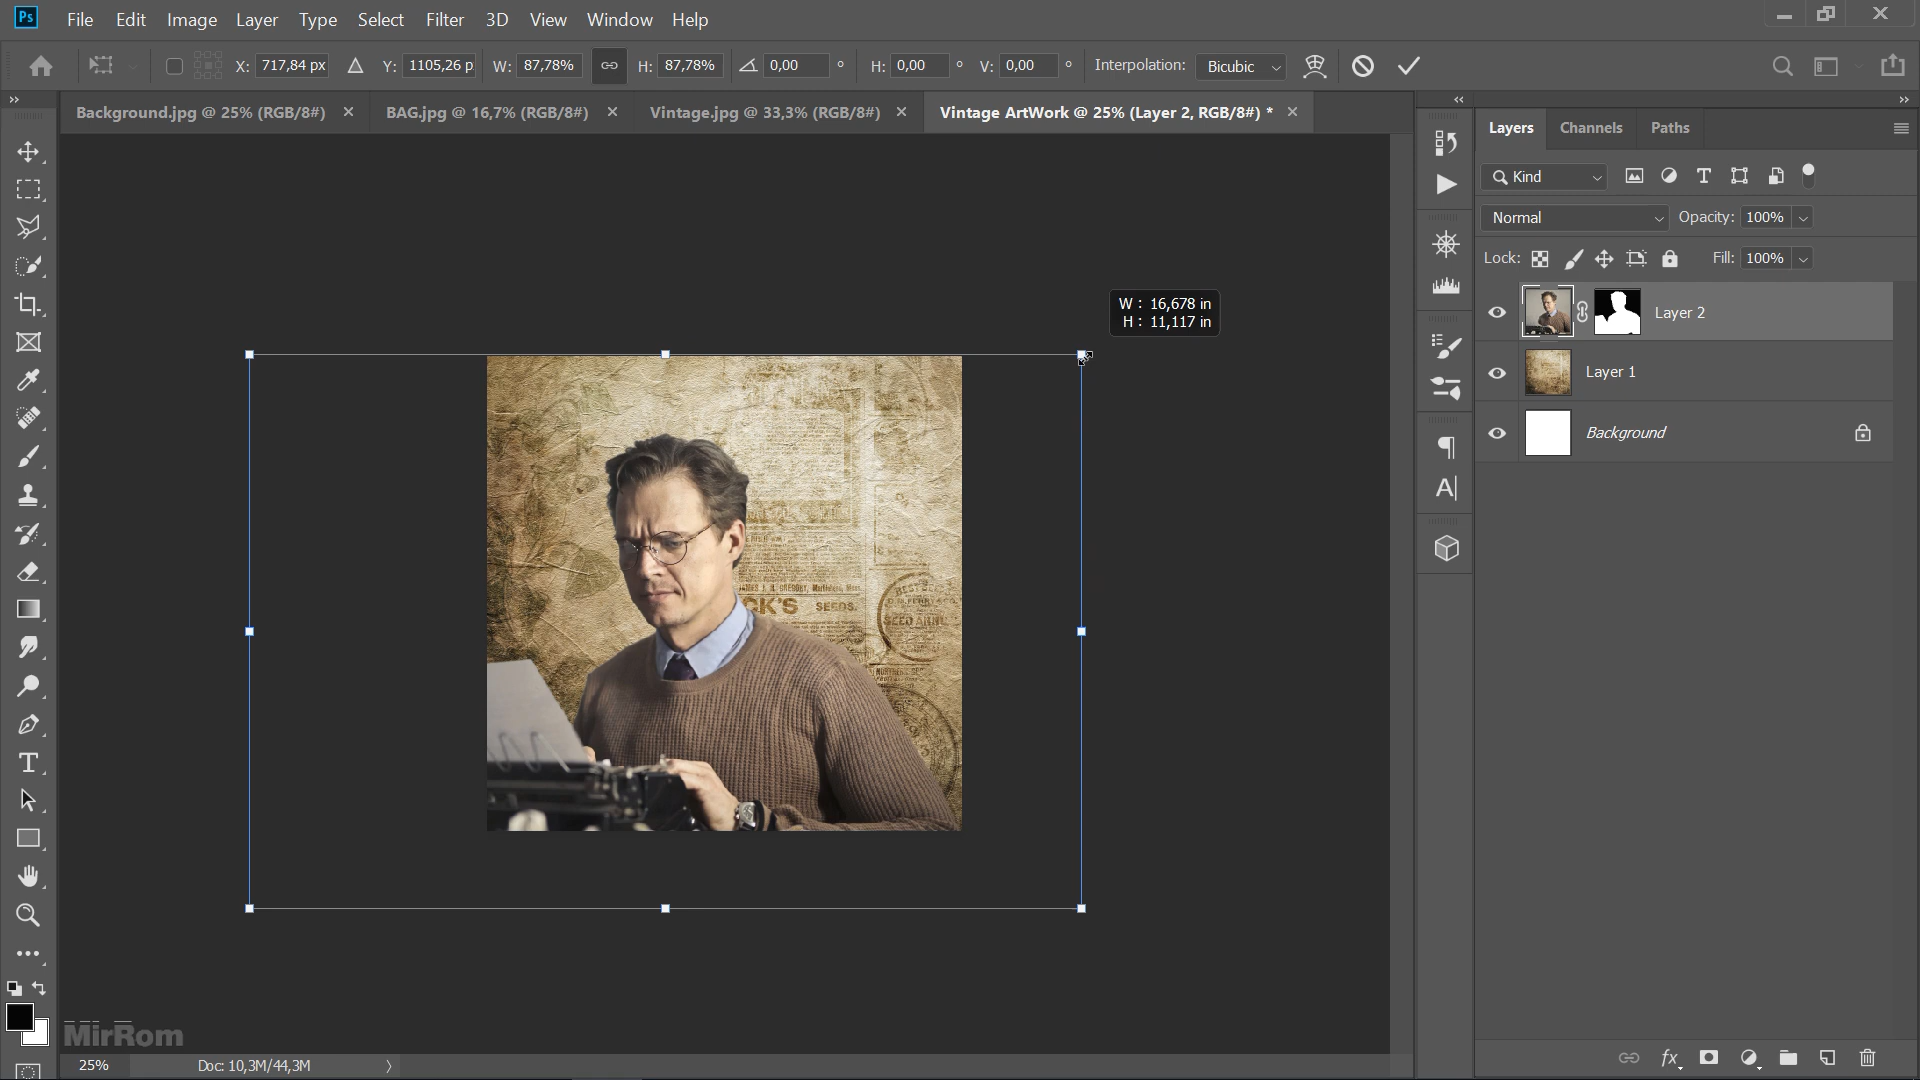 Ps File Edit Image Layer Type Select Filter 3D View Window Help
X: 717,84 px Y: 1105,26 p W: 87,78% H: 87,78% 0,00 ° H: 0,00 ° V: 0,00 ° Interpolation: Bicubic
Background.jpg @ 25% (RGB/8#) BAG.jpg @ 16,7% (RGB/8#) Vintage.jpg @ 33,3% (RGB/8#) Vintage ArtWork @ 25% (Layer 2, RGB/8#) *
Layers Channels Paths
Kind
Normal Opacity: 100%
Lock: Fill: 100%
W : 16,678 in
H : 11,117 in
Layer 2
Layer 1
Background
CK'S SEEDS.
MirRom
25% Doc: 10,3M/44,3M
fx